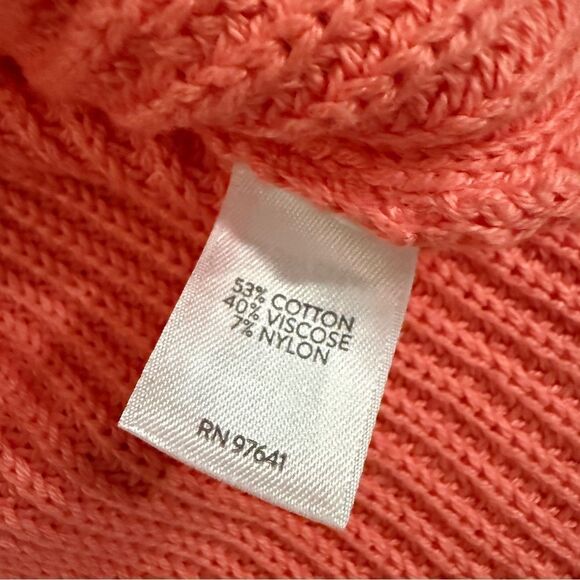 53% COTTON
40% VISCOSE
7% NYLON
RN 97641